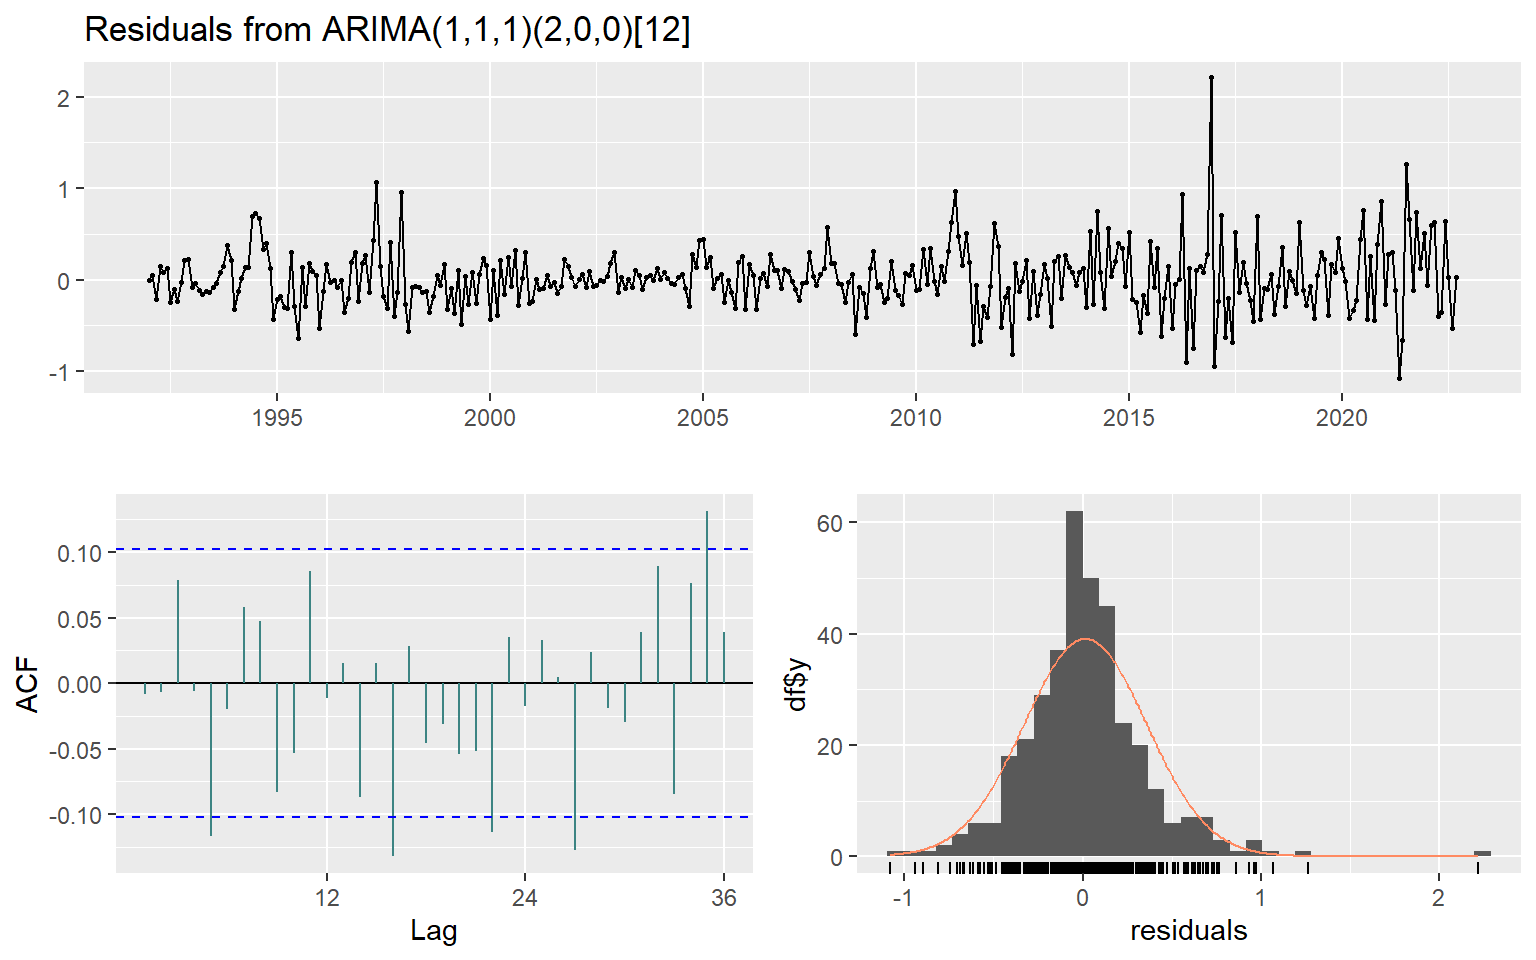 Residuals from ARIMA(1,1,1)(2,0,0)[12]
2
1
0
-1
1995 2000 2005 2010 2015 2020
ACF
0.10
0.05
0.00
-0.05
-0.10
12 24 36
Lag
df$y
60
40
20
0
-1 0 1 2
residuals